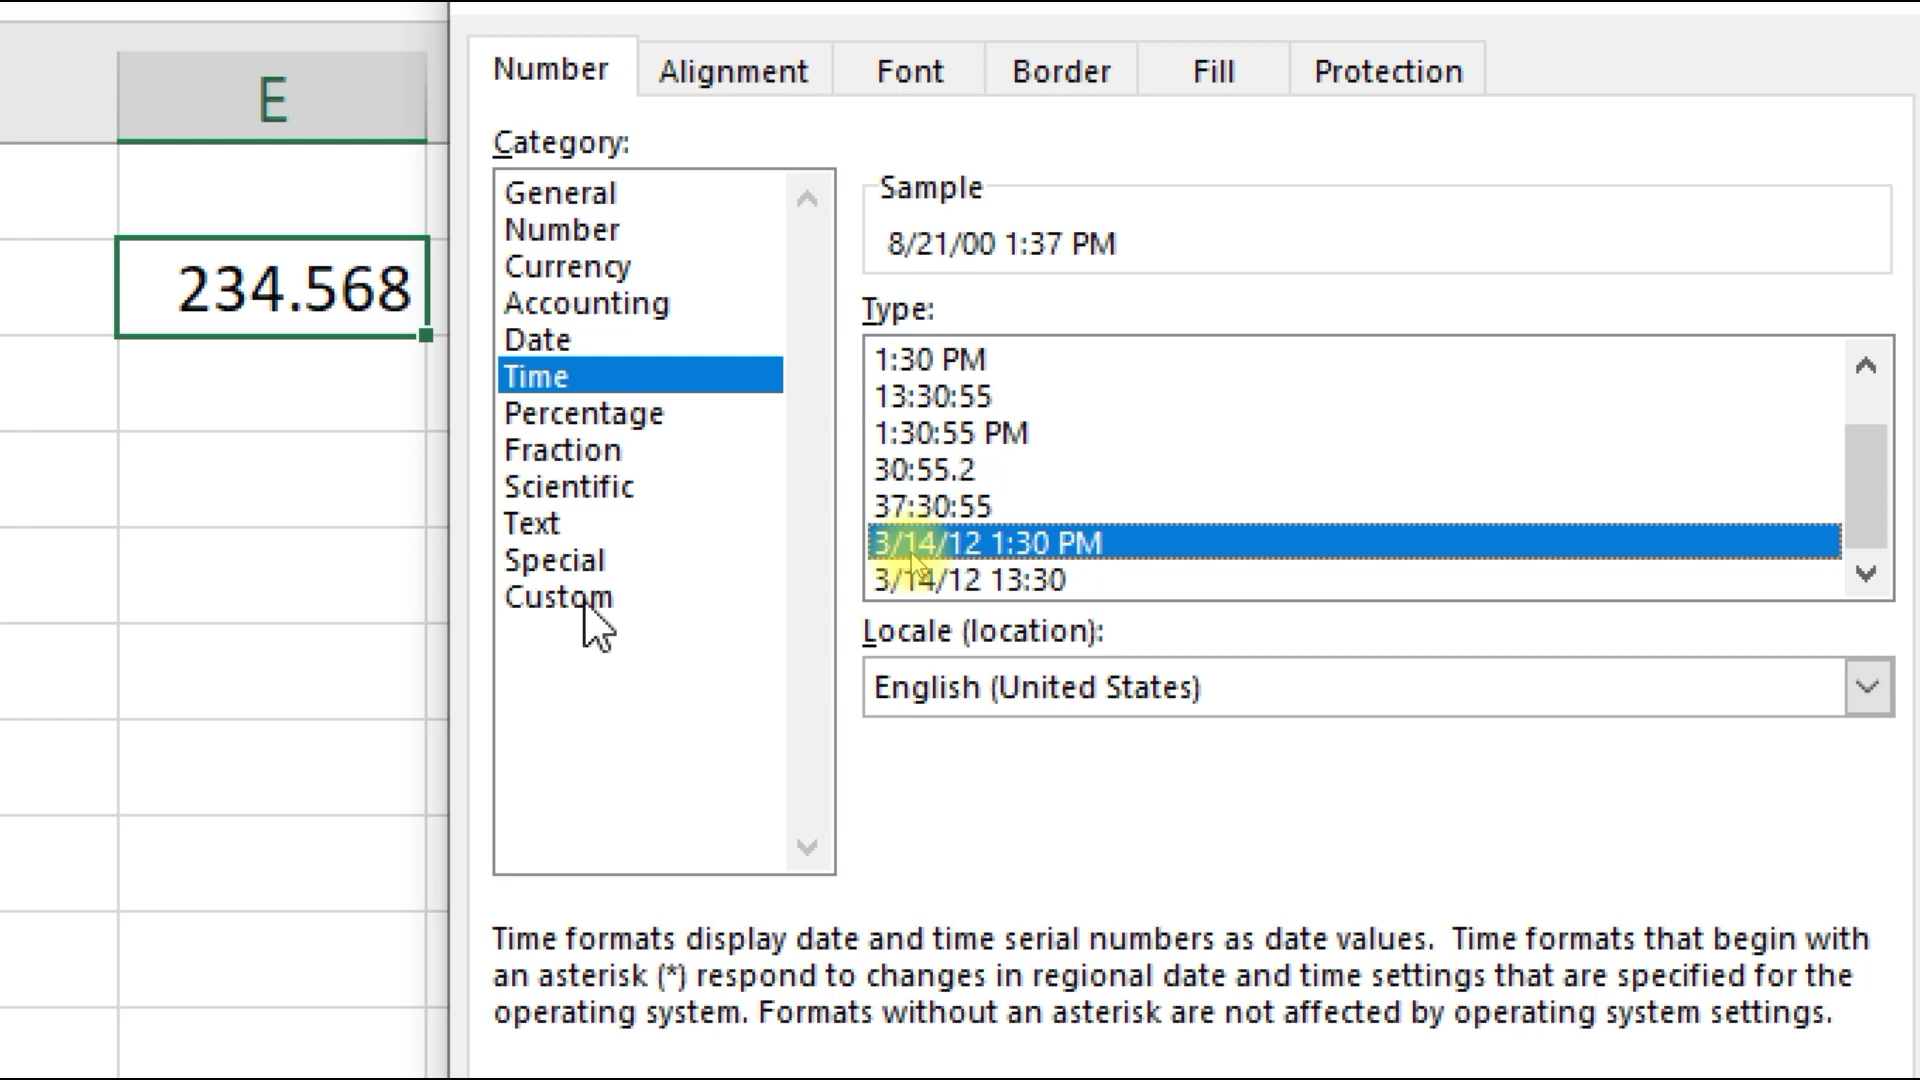 E
234.568
Number Alignment Font Border Fill Protection
Category:
General
Number
Currency
Accounting
Date
Time
Percentage
Fraction
Scientific
Text
Special
Custom
Sample
8/21/00 1:37 PM
Type:
1:30 PM
13:30:55
1:30:55 PM
30:55.2
37:30:55
3/14/12 1:30 PM
3/14/12 13:30
Locale (location):
English (United States)
Time formats display date and time serial numbers as date values.  Time formats that begin with
an asterisk (*) respond to changes in regional date and time settings that are specified for the
operating system. Formats without an asterisk are not affected by operating system settings.